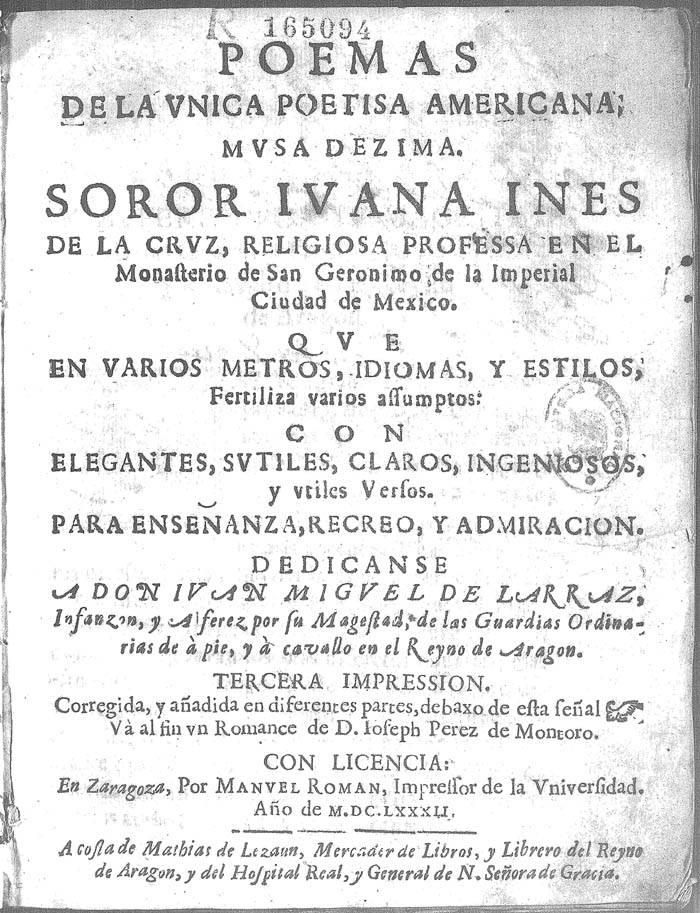 R 165094
POEMAS
DE LA VNICA POETISA AMERICANA;
MVSA DEZIMA.
SOROR IVANA INES
DE LA CRVZ, RELIGIOSA PROFESSA EN EL
Monaſterio de San Geronimo de la Imperial
Ciudad de Mexico.
QVE
EN VARIOS METROS, IDIOMAS, Y ESTILOS,
Fertiliza varios aſſumptos:
CON
ELEGANTES, SVTILES, CLAROS, INGENIOSOS,
y vtiles Verſos.
PARA ENSEÑANZA, RECREO, Y ADMIRACION.
DEDICANSE
A DON IVAN MIGVEL DE LARRAZ,
Infanzon, y Alferez por ſu Mageſtad, de las Guardias Ordina-
rias de à pie, y à cavallo en el Reyno de Aragon.
TERCERA IMPRESSION.
Corregida, y añadida en diferentes partes, debaxo de eſta ſeñal ☞
Và al fin vn Romance de D. Ioſeph Perez de Montoro.
CON LICENCIA:
En Zaragoza, Por MANVEL ROMAN, Impreſſor de la Vniverſidad.
Año de M.DC.LXXXII.
A coſta de Mathias de Lezaun, Mercader de Libros, y Librero del Reyno
de Aragon, y del Hoſpital Real, y General de N. Señora de Gracia.